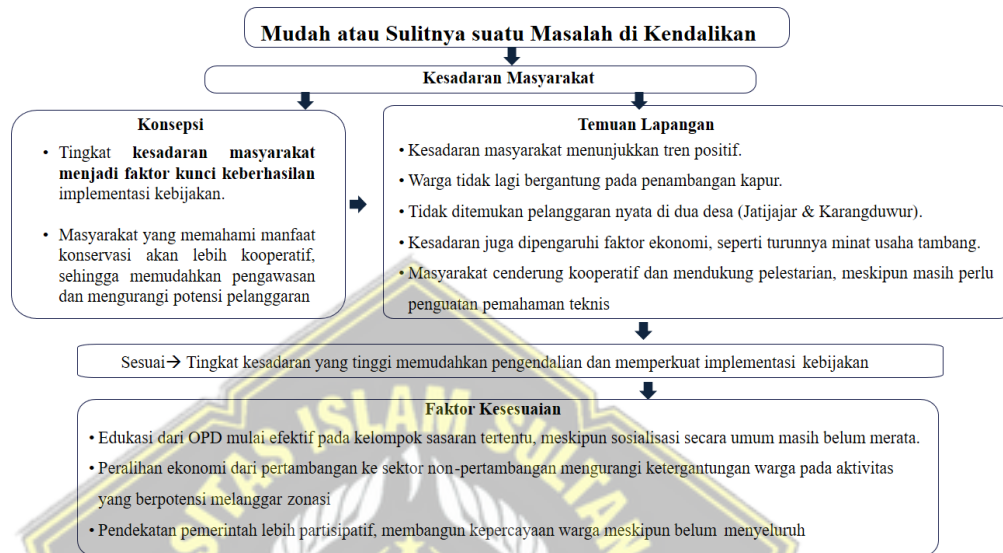 Mudah atau Sulitnya suatu Masalah di Kendalikan
Kesadaran Masyarakat
Konsepsi
• Tingkat kesadaran masyarakat
menjadi faktor kunci keberhasilan
implementasi kebijakan.
• Masyarakat yang memahami manfaat
konservasi akan lebih kooperatif,
sehingga memudahkan pengawasan
dan mengurangi potensi pelanggaran
Temuan Lapangan
• Kesadaran masyarakat menunjukkan tren positif.
• Warga tidak lagi bergantung pada penambangan kapur.
• Tidak ditemukan pelanggaran nyata di dua desa (Jatijajar & Karangduwur).
• Kesadaran juga dipengaruhi faktor ekonomi, seperti turunnya minat usaha tambang.
• Masyarakat cenderung kooperatif dan mendukung pelestarian, meskipun masih perlu
penguatan pemahaman teknis
Sesuai→ Tingkat kesadaran yang tinggi memudahkan pengendalian dan memperkuat implementasi kebijakan
Faktor Kesesuaian
• Edukasi dari OPD mulai efektif pada kelompok sasaran tertentu, meskipun sosialisasi secara umum masih belum merata.
• Peralihan ekonomi dari pertambangan ke sektor non-pertambangan mengurangi ketergantungan warga pada aktivitas
yang berpotensi melanggar zonasi
• Pendekatan pemerintah lebih partisipatif, membangun kepercayaan warga meskipun belum menyeluruh
SITAS ISLAM SULTAN